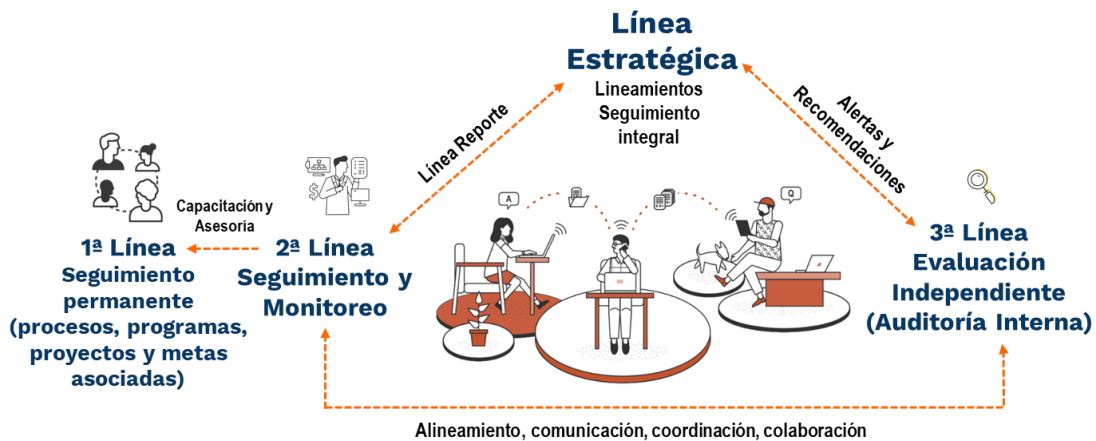 Línea
Estratégica
Lineamientos
Seguimiento
integral
Línea Reporte
Alertas y
Recomendaciones
Capacitación y
Asesoría
1ª Línea
Seguimiento
permanente
(procesos, programas,
proyectos y metas
asociadas)
2ª Línea
Seguimiento y
Monitoreo
$
A
Q
3ª Línea
Evaluación
Independiente
(Auditoría Interna)
Alineamiento, comunicación, coordinación, colaboración